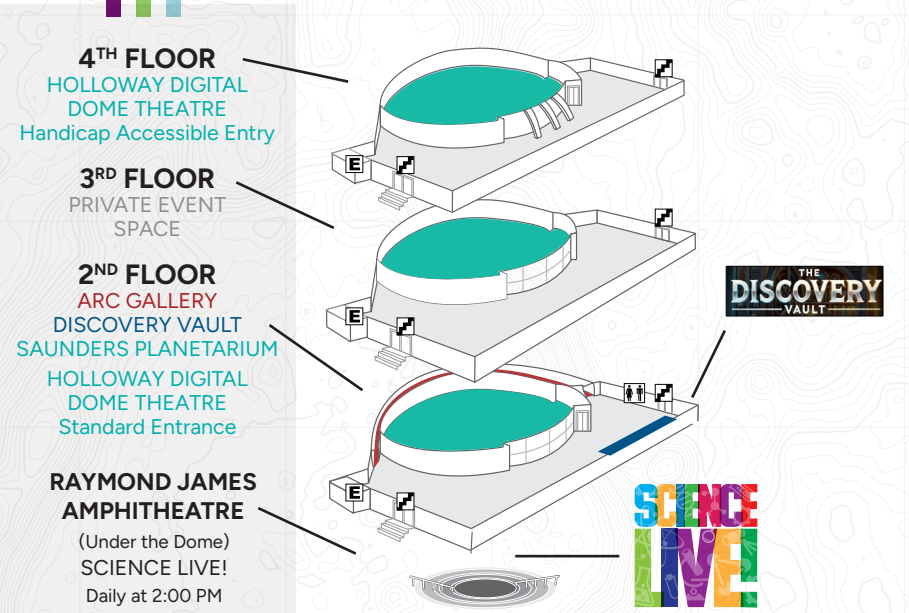 4TH FLOOR
HOLLOWAY DIGITAL
DOME THEATRE
Handicap Accessible Entry
3RD FLOOR
PRIVATE EVENT
SPACE
2ND FLOOR
ARC GALLERY
DISCOVERY VAULT
SAUNDERS PLANETARIUM
HOLLOWAY DIGITAL
DOME THEATRE
Standard Entrance
RAYMOND JAMES
AMPHITHEATRE
(Under the Dome)
SCIENCE LIVE!
Daily at 2:00 PM
E
E
E
THE
DISCOVERY
VAULT
SCIENCE
LIVE!